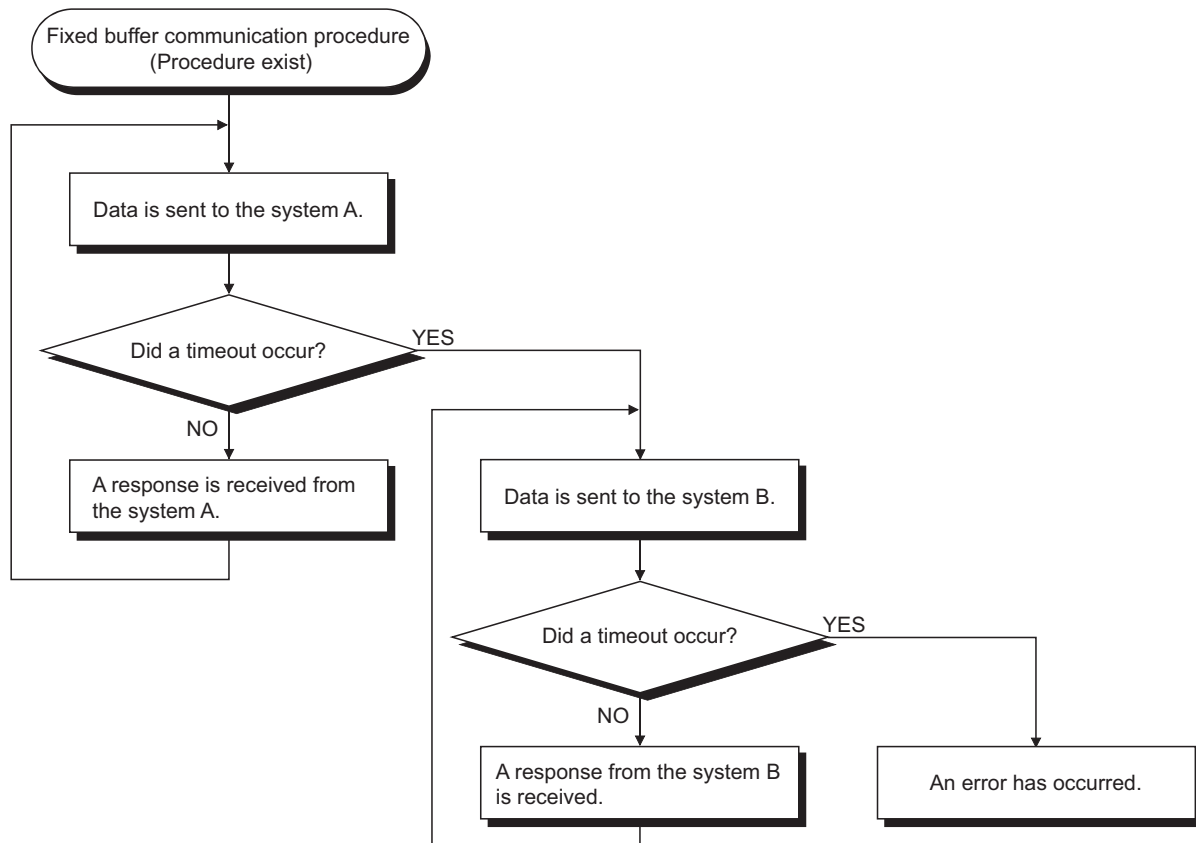 Fixed buffer communication procedure
(Procedure exist)
Data is sent to the system A.
Did a timeout occur?
YES
NO
A response is received from
the system A.
Data is sent to the system B.
Did a timeout occur?
YES
NO
A response from the system B
is received.
An error has occurred.